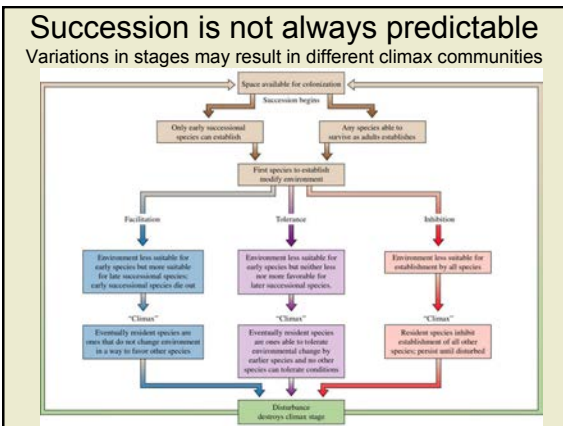 Succession is not always predictable
Variations in stages may result in different climax communities
Space available for colonization
Succession begins
Only early successional
species can establish
Any species able to
survive as adults establishes
First species to establish
modify environment
Facilitation
Tolerance
Inhibition
Environment less suitable for
early species but more suitable
for late successional species;
early successional species die out
Environment less suitable for
early species but neither less
nor more favorable for
later successional species.
Environment less suitable for
establishment by all species
"Climax"
"Climax"
"Climax"
Eventually resident species are
ones that do not change environment
in a way to favor other species
Eventually resident species
are ones able to tolerate
environmental change by
earlier species and no other
species can tolerate conditions
Resident species inhibit
establishment of all other
species; persist until disturbed
Disturbance
destroys climax stage